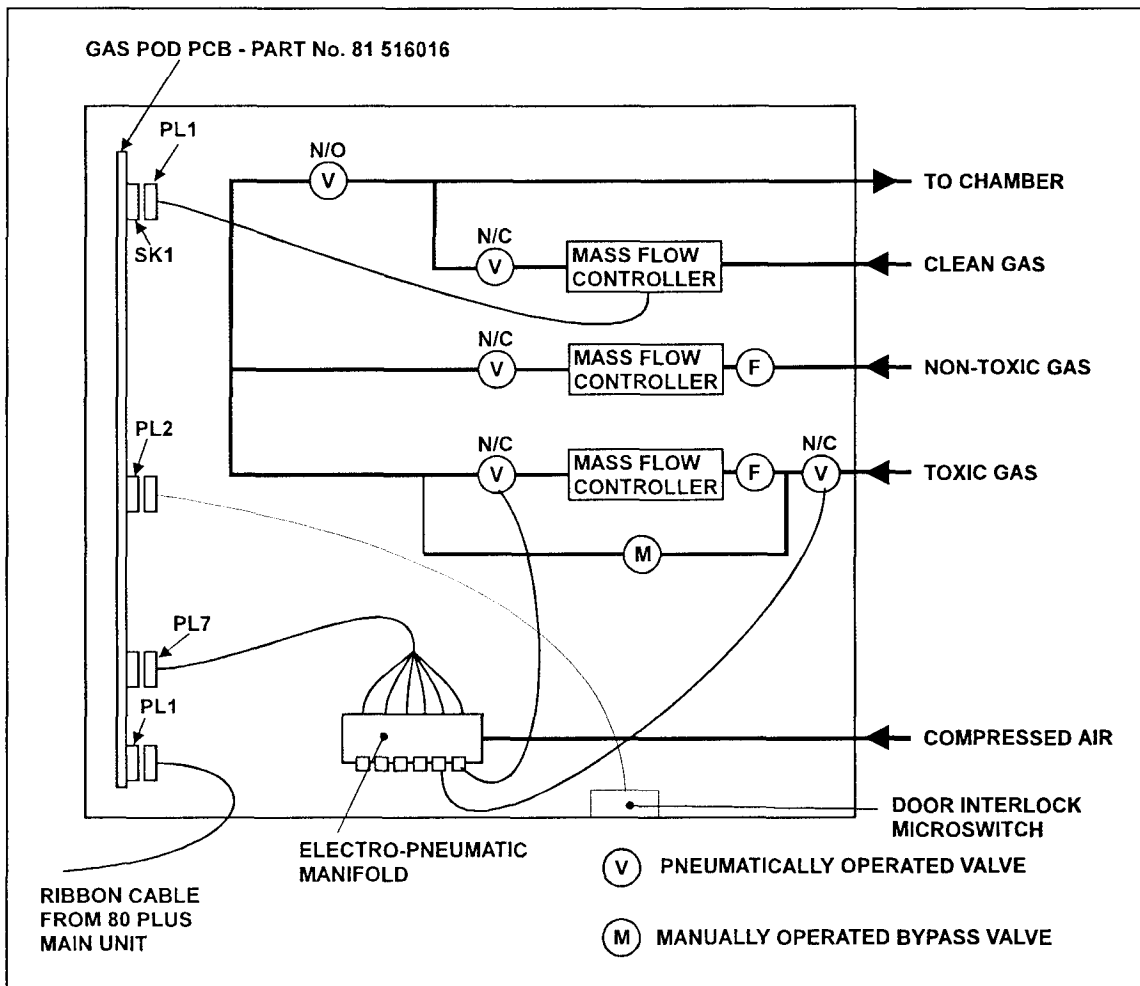 GAS POD PCB - PART No. 81 516016
PL1
SK1
N/O
V
TO CHAMBER
N/C
V
MASS FLOW
CONTROLLER
CLEAN GAS
N/C
V
MASS FLOW
CONTROLLER
F
NON-TOXIC GAS
PL2
N/C
V
MASS FLOW
CONTROLLER
F
N/C
V
TOXIC GAS
M
PL7
PL1
COMPRESSED AIR
DOOR INTERLOCK
MICROSWITCH
ELECTRO-PNEUMATIC
MANIFOLD
RIBBON CABLE
FROM 80 PLUS
MAIN UNIT
V PNEUMATICALLY OPERATED VALVE
M MANUALLY OPERATED BYPASS VALVE